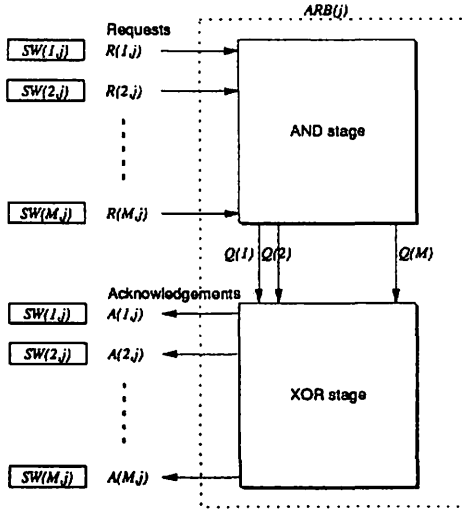 ARB(j)
Requests
SW(1,j) R(1,j)
SW(2,j) R(2,j)
AND stage
SW(M,j) R(M,j)
Q(1) Q(2) Q(M)
Acknowledgements
SW(1,j) A(1,j)
SW(2,j) A(2,j)
XOR stage
SW(M,j) A(M,j)